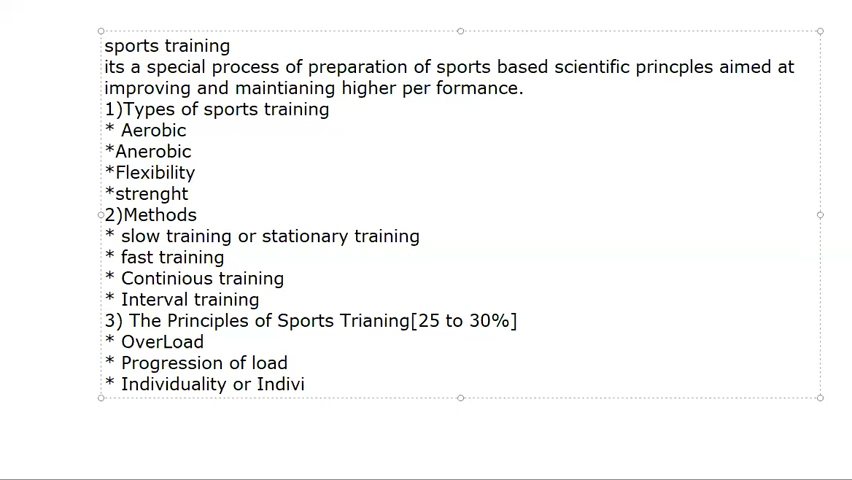 sports training
its a special process of preparation of sports based scientific princples aimed at
improving and maintianing higher per formance.
1)Types of sports training
* Aerobic
*Anerobic
*Flexibility
*strenght
2)Methods
* slow training or stationary training
* fast training
* Continious training
* Interval training
3) The Principles of Sports Trianing[25 to 30%]
* OverLoad
* Progression of load
* Individuality or Indivi